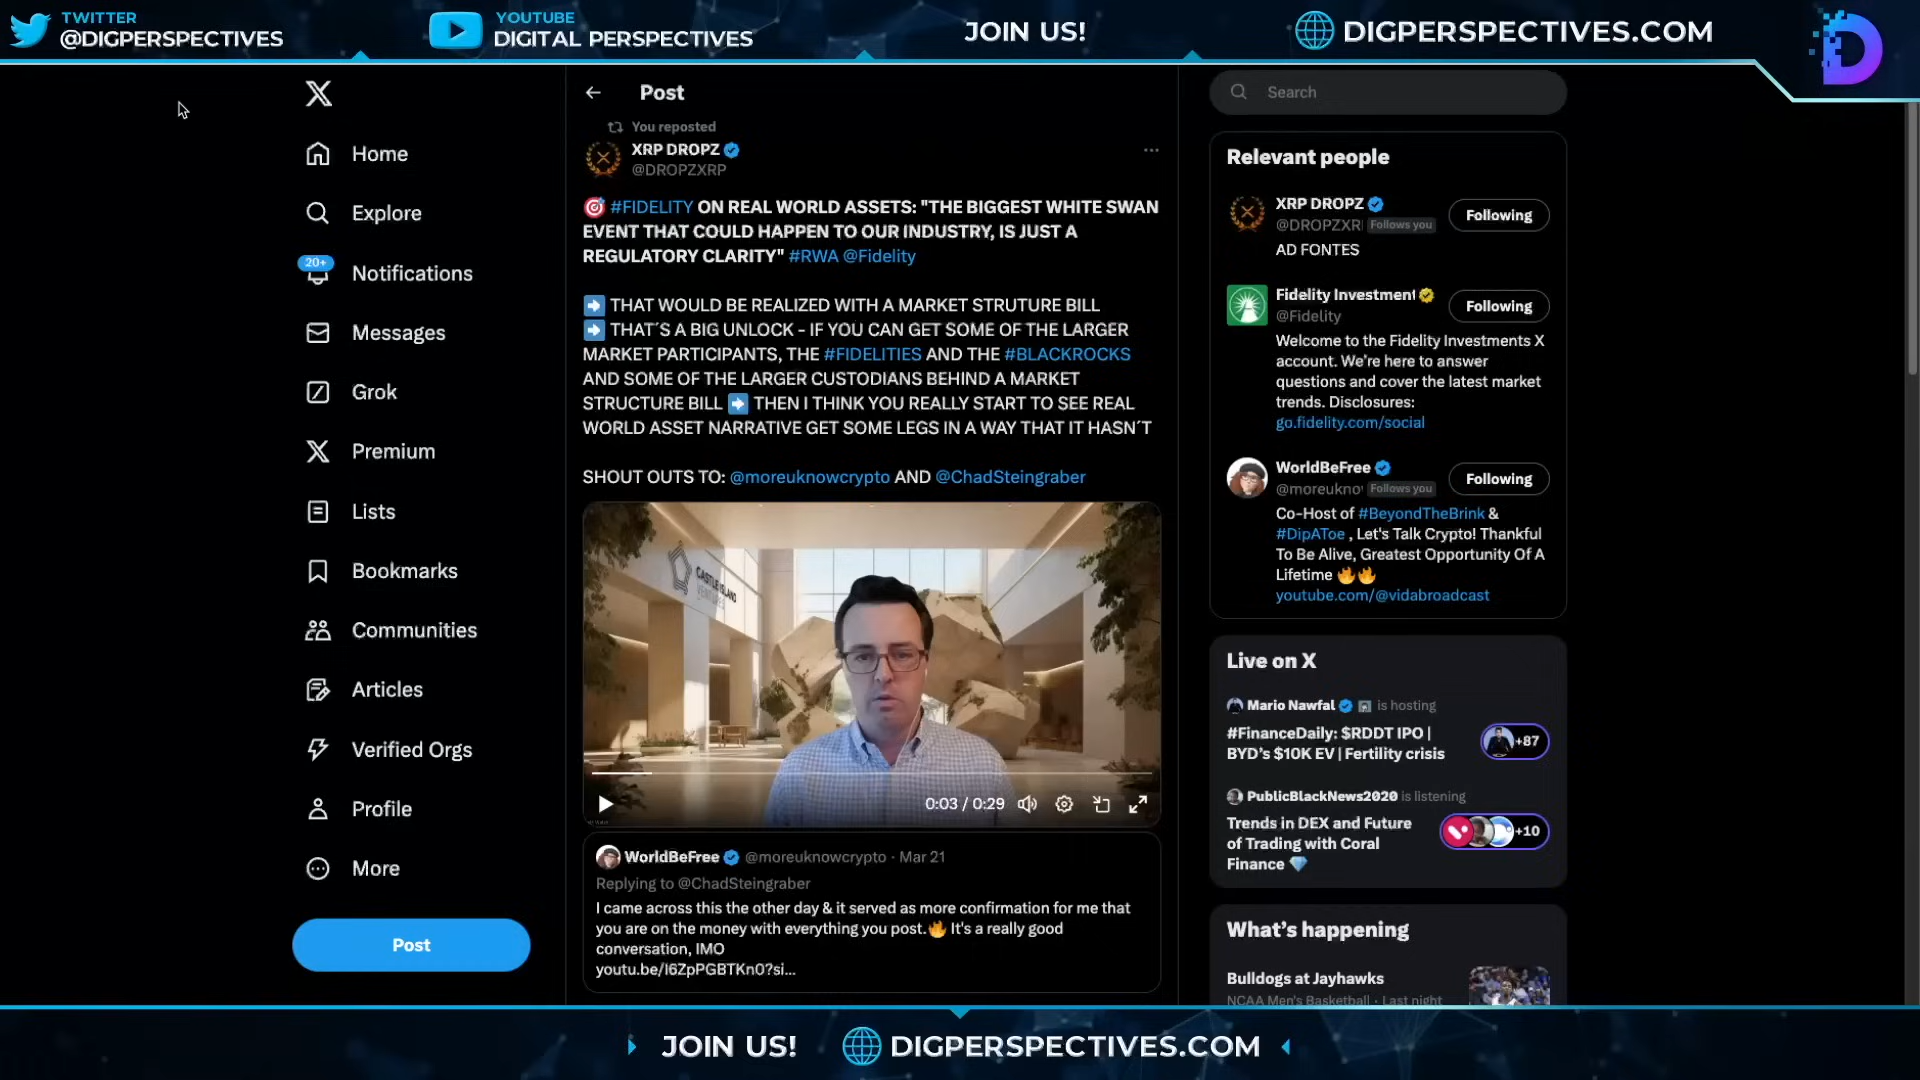 TWITTER
@DIGPERSPECTIVES
YOUTUBE
DIGITAL PERSPECTIVES
JOIN US!
DIGPERSPECTIVES.COM
Home
Explore
20+
Notifications
Messages
Grok
Premium
Lists
Bookmarks
Communities
Articles
Verified Orgs
Profile
More
Post
Post
You reposted
XRP DROPZ
@DROPZXRP
#FIDELITY ON REAL WORLD ASSETS: "THE BIGGEST WHITE SWAN
EVENT THAT COULD HAPPEN TO OUR INDUSTRY, IS JUST A
REGULATORY CLARITY" #RWA @Fidelity
THAT WOULD BE REALIZED WITH A MARKET STRUTURE BILL
THAT´S A BIG UNLOCK - IF YOU CAN GET SOME OF THE LARGER
MARKET PARTICIPANTS, THE #FIDELITIES AND THE #BLACKROCKS
AND SOME OF THE LARGER CUSTODIANS BEHIND A MARKET
STRUCTURE BILL THEN I THINK YOU REALLY START TO SEE REAL
WORLD ASSET NARRATIVE GET SOME LEGS IN A WAY THAT IT HASN´T
SHOUT OUTS TO: @moreuknowcrypto AND @ChadSteingraber
CASTLE ISLAND
VENTURES
0:03 / 0:29
WorldBeFree @moreuknowcrypto · Mar 21
Replying to @ChadSteingraber
I came across this the other day & it served as more confirmation for me that
you are on the money with everything you post. It's a really good
conversation, IMO
youtu.be/I6ZpPGBTKn0?si...
Search
Relevant people
XRP DROPZ
@DROPZXR Follows you
Following
AD FONTES
Fidelity Investment
@Fidelity
Following
Welcome to the Fidelity Investments X
account. We're here to answer
questions and cover the latest market
trends. Disclosures:
go.fidelity.com/social
WorldBeFree
@moreukno Follows you
Following
Co-Host of #BeyondTheBrink &
#DipAToe , Let's Talk Crypto! Thankful
To Be Alive, Greatest Opportunity Of A
Lifetime
youtube.com/@vidabroadcast
Live on X
Mario Nawfal is hosting
#FinanceDaily: $RDDT IPO |
BYD's $10K EV | Fertility crisis
+87
PublicBlackNews2020 is listening
Trends in DEX and Future
of Trading with Coral
Finance
+10
What's happening
Bulldogs at Jayhawks
NCAA Men's Basketball · Last night
JOIN US!
DIGPERSPECTIVES.COM